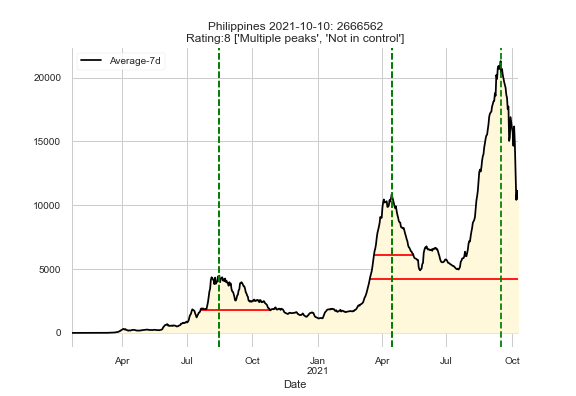 Philippines 2021-10-10: 2666562
Rating:8 ['Multiple peaks', 'Not in control']
Average-7d
20000
15000
10000
5000
0
Apr Jul Oct Jan Apr Jul Oct
2021
Date